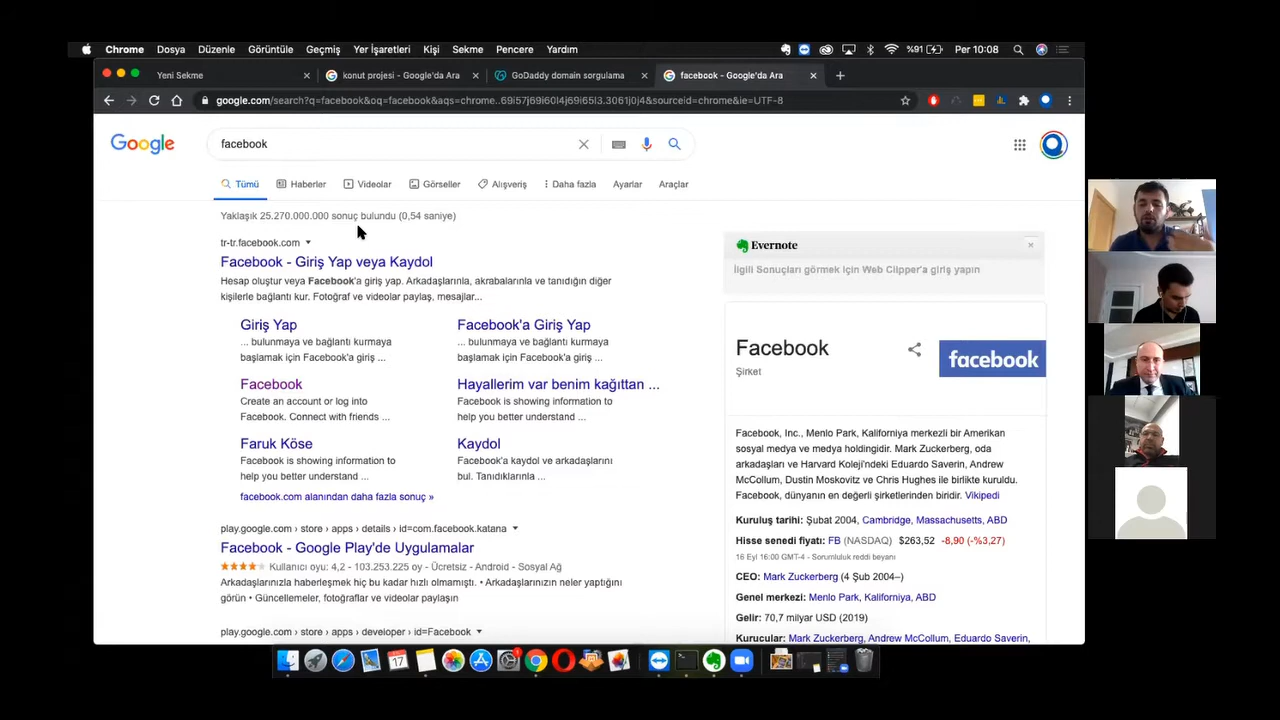 Chrome Dosya Düzenle Görüntüle Geçmiş Yer İşaretleri Kişi Sekme Pencere Yardım %91 Per 10:08
Yeni Sekme
konut projesi - Google'da Ara
GoDaddy domain sorgulama
facebook - Google'da Ara
google.com/search?q=facebook&oq=facebook&aqs=chrome..69i57j69i60l4j69i65l3.3061j0j4&sourceid=chrome&ie=UTF-8
Google
facebook
Tümü Haberler Videolar Görseller Alışveriş Daha fazla Ayarlar Araçlar
Yaklaşık 25.270.000.000 sonuç bulundu (0,54 saniye)
tr-tr.facebook.com
Facebook - Giriş Yap veya Kaydol
Hesap oluştur veya Facebook'a giriş yap. Arkadaşlarınla, akrabalarınla ve tanıdığın diğer
kişilerle bağlantı kur. Fotoğraf ve videolar paylaş, mesajlar...
Giriş Yap
... bulunmaya ve bağlantı kurmaya
başlamak için Facebook'a giriş ...
Facebook'a Giriş Yap
... bulunmaya ve bağlantı kurmaya
başlamak için Facebook'a giriş ...
Facebook
Create an account or log into
Facebook. Connect with friends ...
Hayallerim var benim kağıttan ...
Facebook is showing information to
help you better understand ...
Faruk Köse
Facebook is showing information to
help you better understand ...
Kaydol
Facebook'a kaydol ve arkadaşlarını
bul. Tanıdıklarınla ...
facebook.com alanından daha fazla sonuç »
play.google.com › store › apps › details › id=com.facebook.katana
Facebook - Google Play'de Uygulamalar
Kullanıcı oyu: 4,2 - 103.253.225 oy - Ücretsiz - Android - Sosyal Ağ
Arkadaşlarınızla haberleşmek hiç bu kadar hızlı olmamıştı. • Arkadaşlarınızın neler yaptığını
görün • Güncellemeler, fotoğraflar ve videolar paylaşın
play.google.com › store › apps › developer › id=Facebook
Evernote
İlgili Sonuçları görmek için Web Clipper'a giriş yapın
Facebook
Şirket
facebook
Facebook, Inc., Menlo Park, Kaliforniya merkezli bir Amerikan
sosyal medya ve medya holdingidir. Mark Zuckerberg, oda
arkadaşları ve Harvard Koleji'ndeki Eduardo Saverin, Andrew
McCollum, Dustin Moskovitz ve Chris Hughes ile birlikte kuruldu.
Facebook, dünyanın en değerli şirketlerinden biridir. Vikipedi
Kuruluş tarihi: Şubat 2004, Cambridge, Massachusetts, ABD
Hisse senedi fiyatı: FB (NASDAQ) $263,52 -8,90 (-%3,27)
16 Eyl 16:00 GMT-4 - Sorumluluk reddi beyanı
CEO: Mark Zuckerberg (4 Şub 2004–)
Genel merkezi: Menlo Park, Kaliforniya, ABD
Gelir: 70,7 milyar USD (2019)
Kurucular: Mark Zuckerberg, Andrew McCollum, Eduardo Saverin,
17